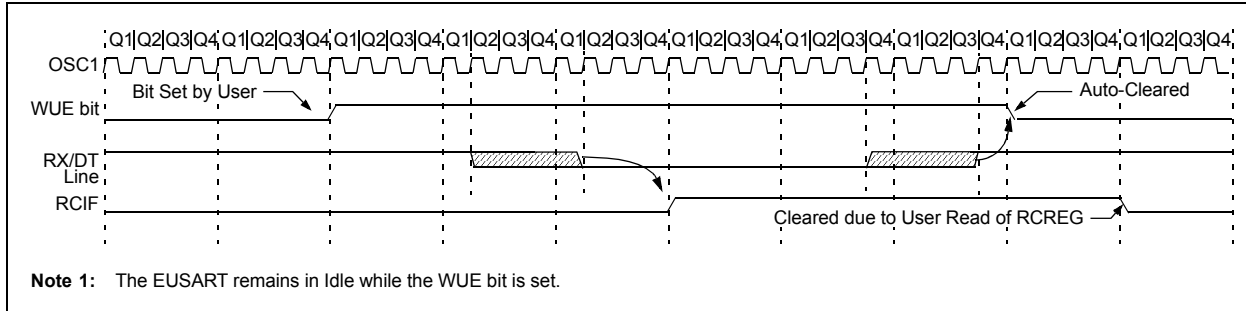 Q1|Q2|Q3|Q4|Q1|Q2|Q3|Q4|Q1|Q2|Q3|Q4|Q1|Q2|Q3|Q4|Q1|Q2|Q3|Q4|Q1|Q2|Q3|Q4|Q1|Q2|Q3|Q4|Q1|Q2|Q3|Q4|Q1|Q2|Q3|Q4|Q1|Q2|Q3|Q4
OSC1
Bit Set by User
Auto-Cleared
WUE bit
RX/DT
Line
RCIF
Cleared due to User Read of RCREG
Note 1: The EUSART remains in Idle while the WUE bit is set.